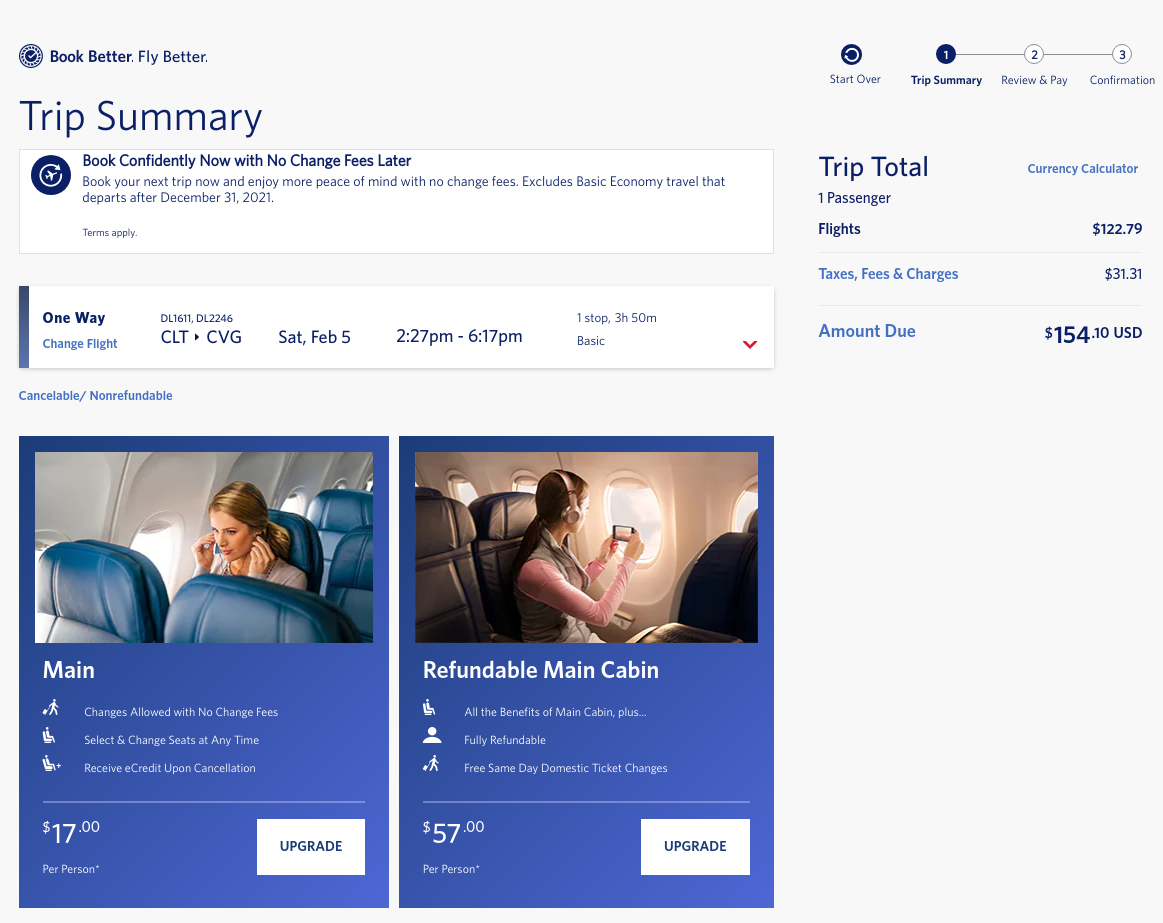 Book Better. Fly Better.
Start Over
1
Trip Summary
2
Review & Pay
3
Confirmation
Trip Summary
Book Confidently Now with No Change Fees Later
Book your next trip now and enjoy more peace of mind with no change fees. Excludes Basic Economy travel that
departs after December 31, 2021.
Terms apply.
Trip Total
Currency Calculator
1 Passenger
Flights $122.79
Taxes, Fees & Charges $31.31
Amount Due $154.10 USD
One Way
Change Flight
DL1611, DL2246
CLT ‣ CVG
Sat, Feb 5
2:27pm - 6:17pm
1 stop, 3h 50m
Basic
Cancelable/ Nonrefundable
Main
Changes Allowed with No Change Fees
Select & Change Seats at Any Time
Receive eCredit Upon Cancellation
$17.00
Per Person*
UPGRADE
Refundable Main Cabin
All the Benefits of Main Cabin, plus...
Fully Refundable
Free Same Day Domestic Ticket Changes
$57.00
Per Person*
UPGRADE